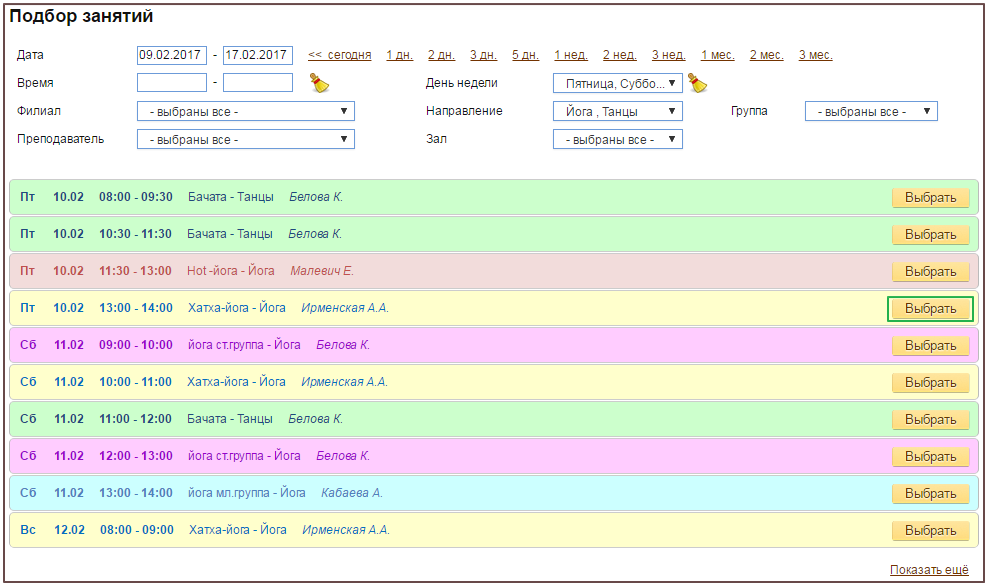 Подбор занятий
Дата 09.02.2017 - 17.02.2017 << сегодня 1 дн. 2 дн. 3 дн. 5 дн. 1 нед. 2 нед. 3 нед. 1 мес. 2 мес. 3 мес.
Время - День недели Пятница, Суббо... ▼
Филиал - выбраны все - ▼ Направление Йога , Танцы ▼ Группа - выбраны все - ▼
Преподаватель - выбраны все - ▼ Зал - выбраны все - ▼
Пт 10.02 08:00 - 09:30 Бачата - Танцы Белова К. Выбрать
Пт 10.02 10:30 - 11:30 Бачата - Танцы Белова К. Выбрать
Пт 10.02 11:30 - 13:00 Hot -йога - Йога Малевич Е. Выбрать
Пт 10.02 13:00 - 14:00 Хатха-йога - Йога Ирменская А.А. Выбрать
Сб 11.02 09:00 - 10:00 йога ст.группа - Йога Белова К. Выбрать
Сб 11.02 10:00 - 11:00 Хатха-йога - Йога Ирменская А.А. Выбрать
Сб 11.02 11:00 - 12:00 Бачата - Танцы Белова К. Выбрать
Сб 11.02 12:00 - 13:00 йога ст.группа - Йога Белова К. Выбрать
Сб 11.02 13:00 - 14:00 йога мл.группа - Йога Кабаева А. Выбрать
Вс 12.02 08:00 - 09:00 Хатха-йога - Йога Ирменская А.А. Выбрать
Показать ещё